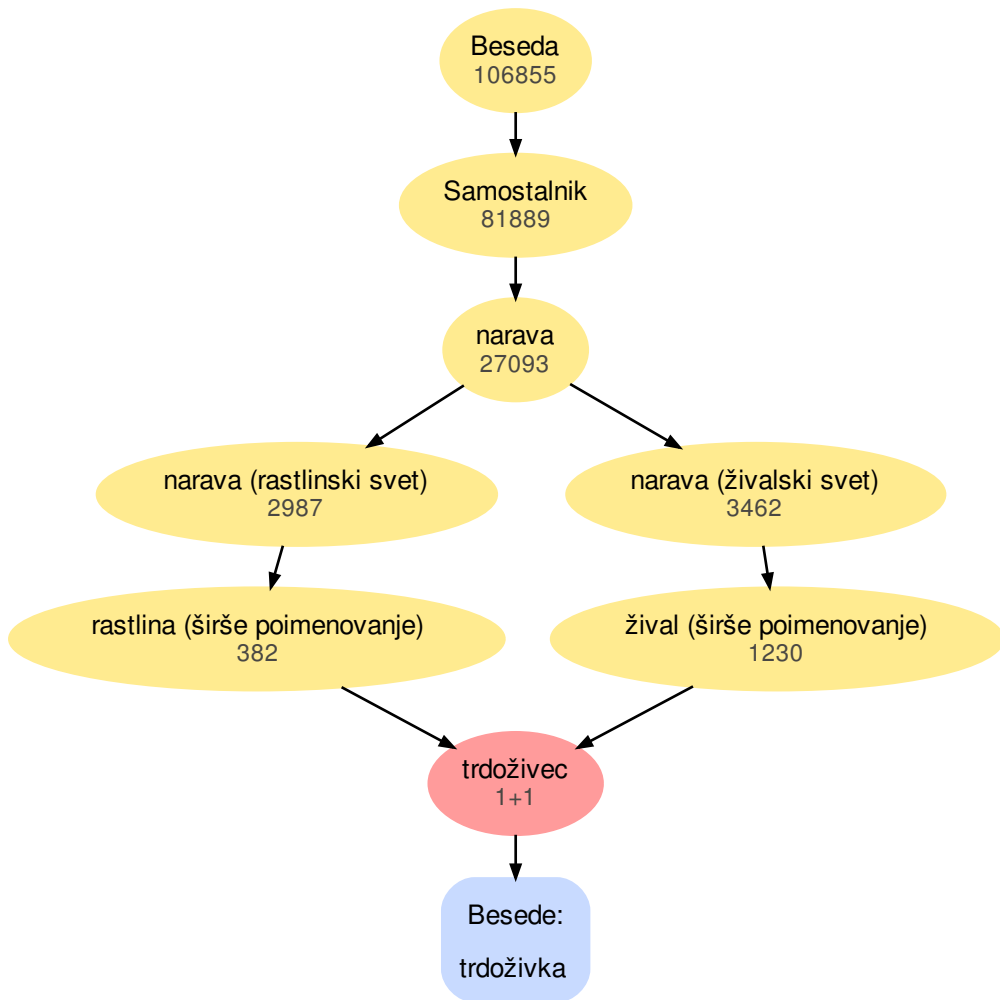 Beseda
106855
Samostalnik
81889
narava
27093
narava (rastlinski svet)
2987
narava (živalski svet)
3462
rastlina (širše poimenovanje)
382
žival (širše poimenovanje)
1230
trdoživec
1+1
Besede:
trdoživka